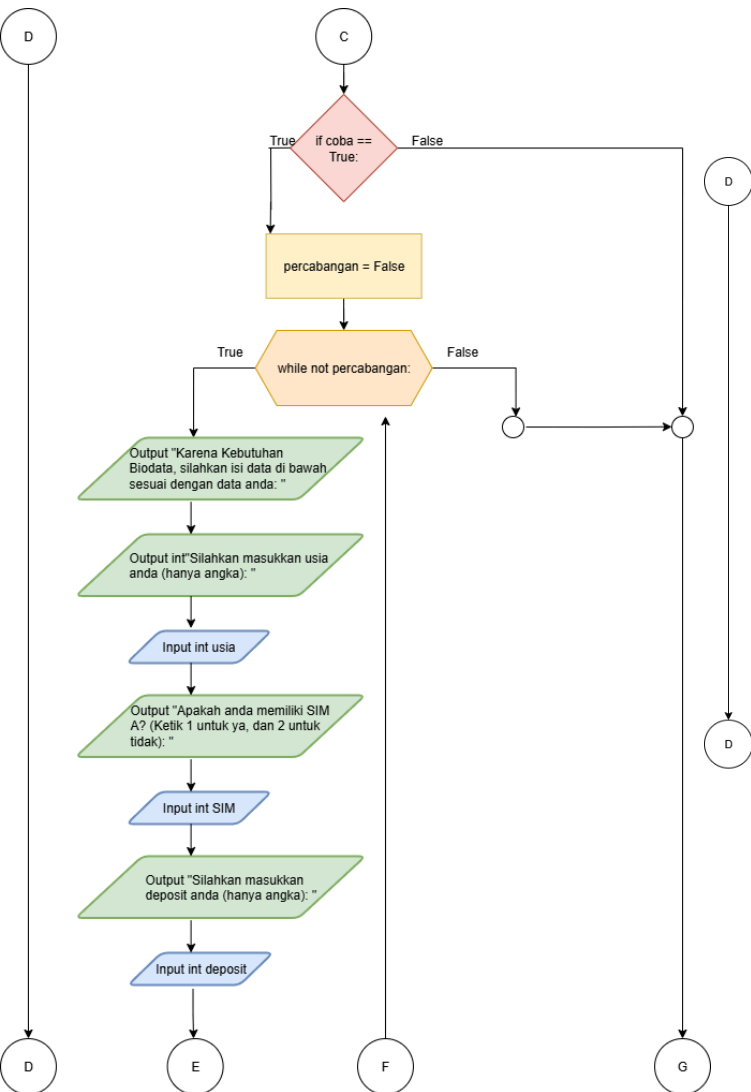 D
C
True
if coba ==
True:
False
D
percabangan = False
True
while not percabangan:
False
Output "Karena Kebutuhan
Biodata, silahkan isi data di bawah
sesuai dengan data anda: "
Output int"Silahkan masukkan usia
anda (hanya angka): "
Input int usia
Output "Apakah anda memiliki SIM
A? (Ketik 1 untuk ya, dan 2 untuk
tidak): "
D
Input int SIM
Output "Silahkan masukkan
deposit anda (hanya angka): "
Input int deposit
D
E
F
G